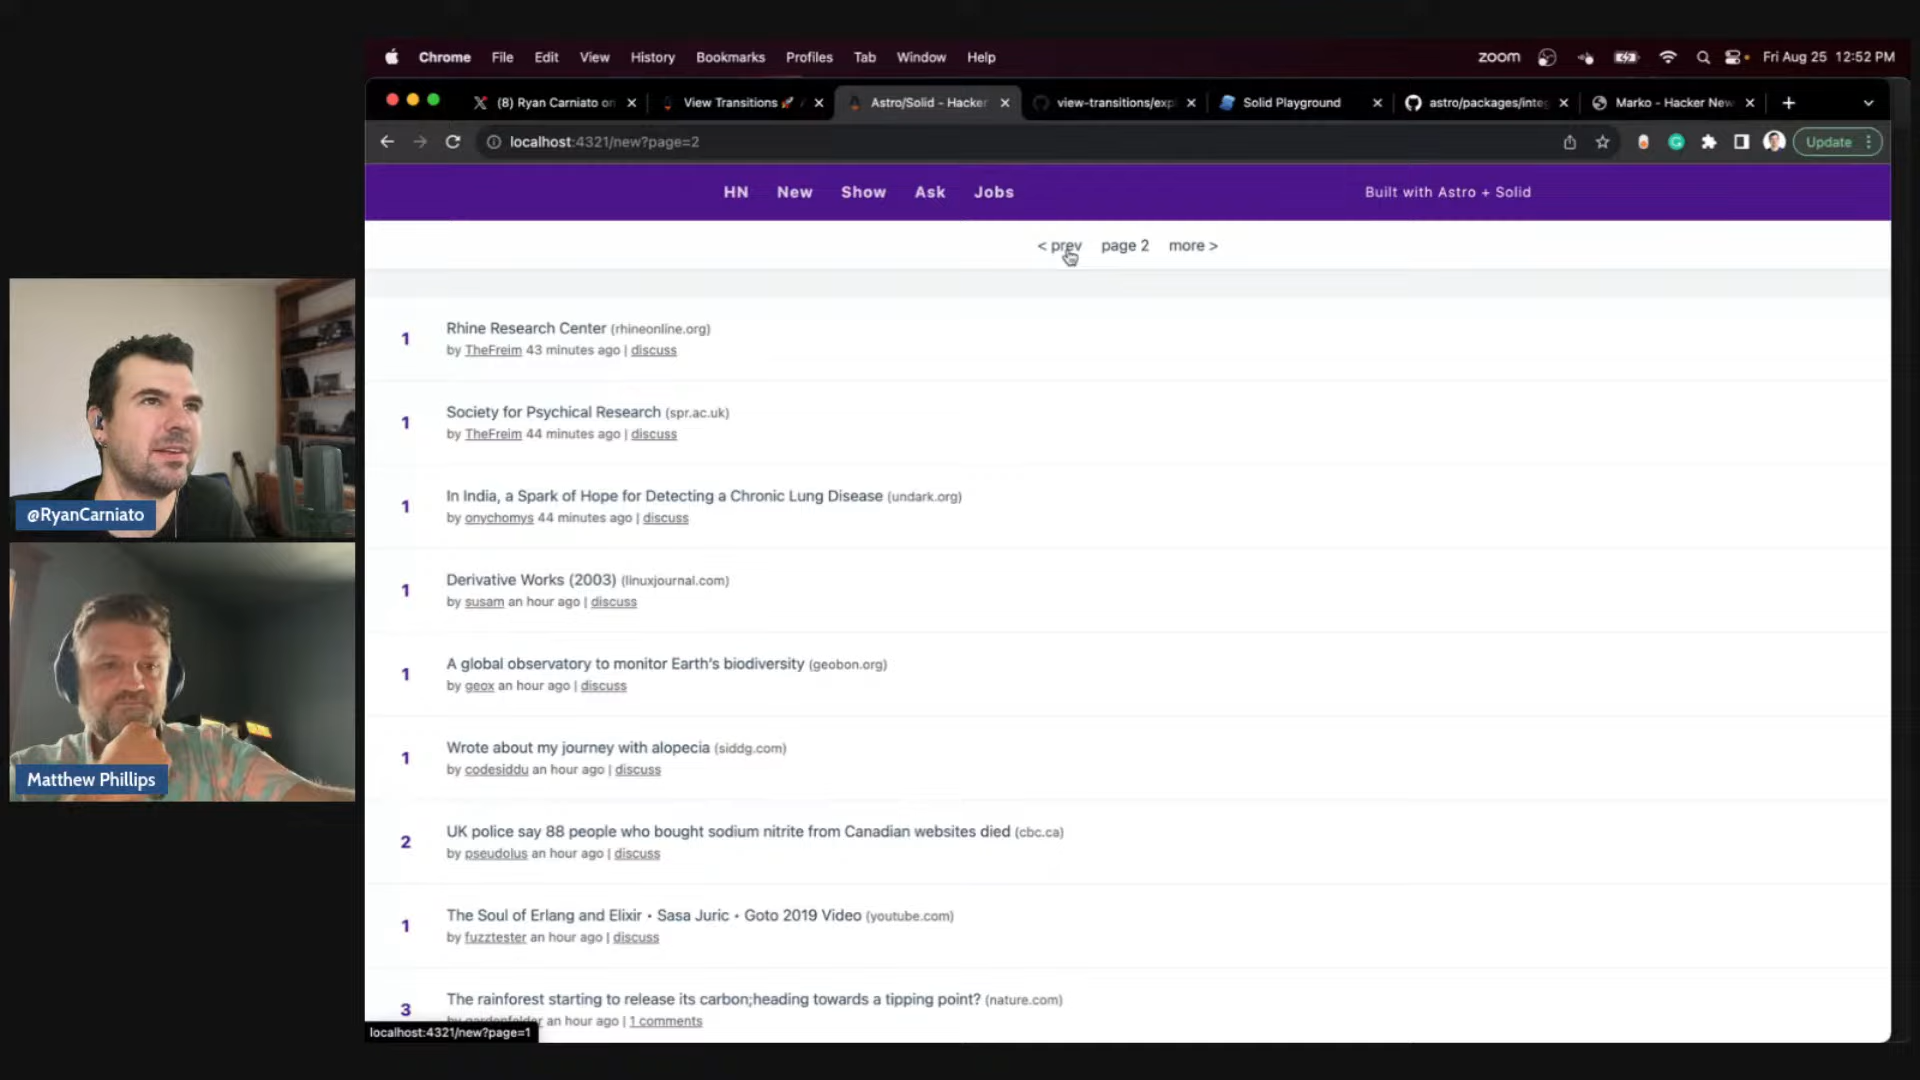 Chrome File Edit View History Bookmarks Profiles Tab Window Help zoom Fri Aug 25 12:52 PM
(8) Ryan Carniato on View Transitions 🚀 Astro/Solid - Hacker view-transitions/exp Solid Playground astro/packages/inte Marko - Hacker New
localhost:4321/new?page=2 Update
HN New Show Ask Jobs Built with Astro + Solid
< prev page 2 more >
1 Rhine Research Center (rhineonline.org)
by TheFreim 43 minutes ago | discuss
1 Society for Psychical Research (spr.ac.uk)
by TheFreim 44 minutes ago | discuss
1 In India, a Spark of Hope for Detecting a Chronic Lung Disease (undark.org)
by onychomys 44 minutes ago | discuss
1 Derivative Works (2003) (linuxjournal.com)
by susam an hour ago | discuss
1 A global observatory to monitor Earth's biodiversity (geobon.org)
by geox an hour ago | discuss
1 Wrote about my journey with alopecia (siddg.com)
by codesiddu an hour ago | discuss
2 UK police say 88 people who bought sodium nitrite from Canadian websites died (cbc.ca)
by pseudolus an hour ago | discuss
1 The Soul of Erlang and Elixir • Sasa Juric • Goto 2019 Video (youtube.com)
by fuzztester an hour ago | discuss
3 The rainforest starting to release its carbon;heading towards a tipping point? (nature.com)
by gardenfelder an hour ago | 1 comments
localhost:4321/new?page=1
@RyanCarniato
Matthew Phillips